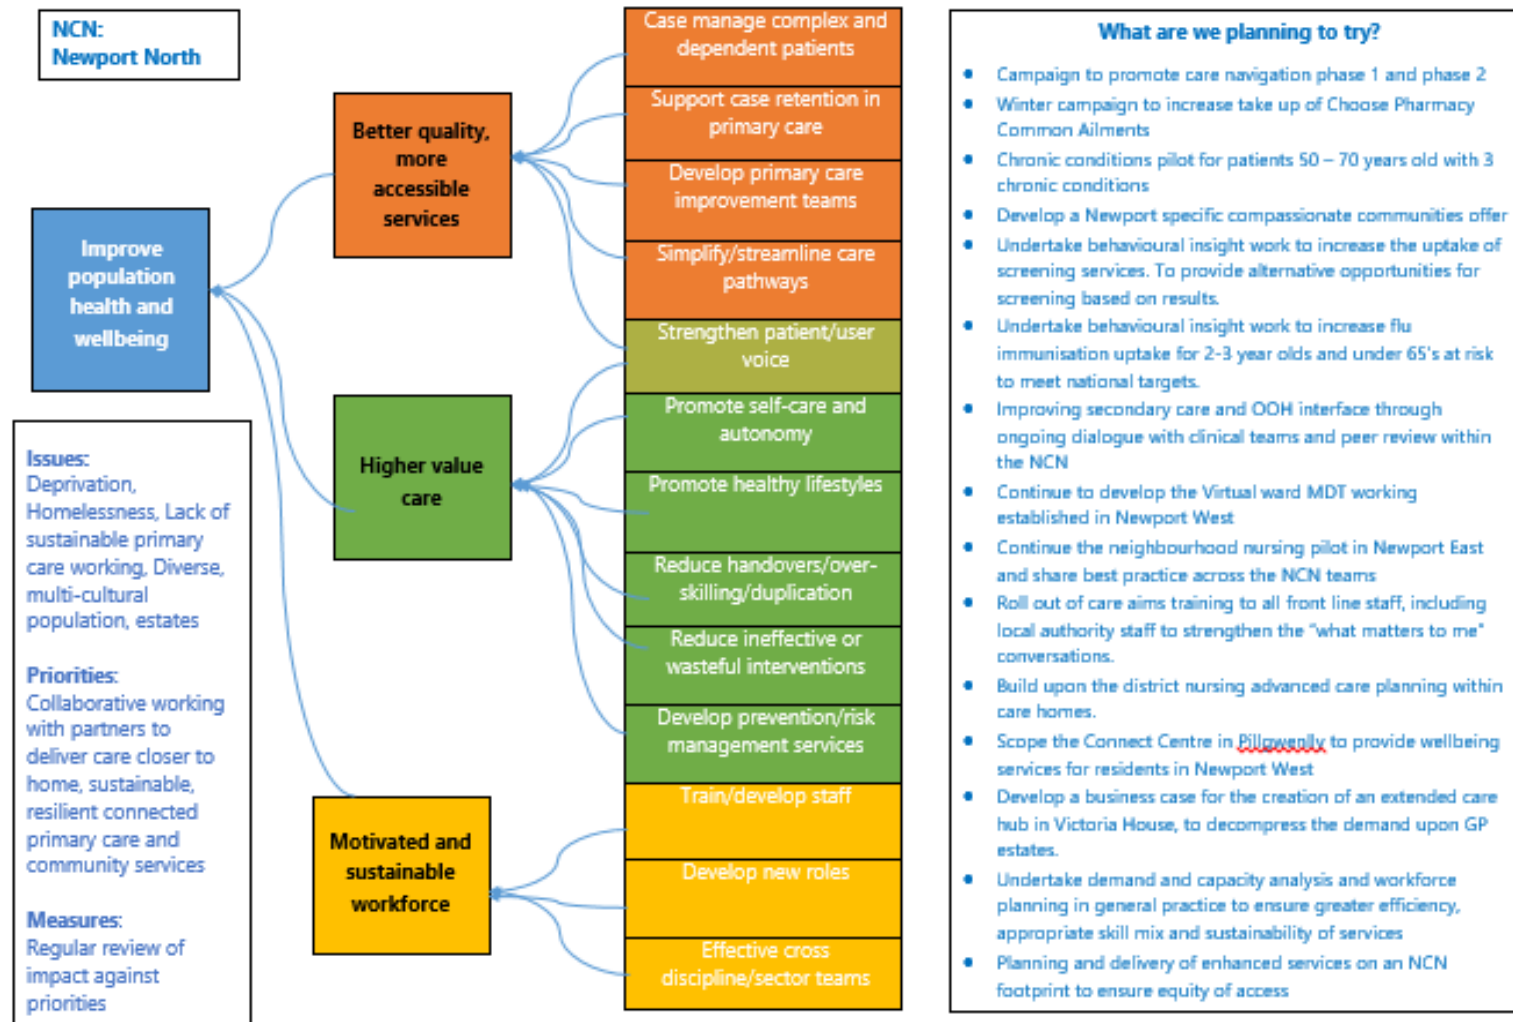 NCN:
Newport North
Improve
population
health and
wellbeing
Issues:
Deprivation,
Homelessness, Lack of
sustainable primary
care working, Diverse,
multi-cultural
population, estates
Priorities:
Collaborative working
with partners to
deliver care closer to
home, sustainable,
resilient connected
primary care and
community services
Measures:
Regular review of
impact against
priorities
Better quality,
more
accessible
services
Higher value
care
Motivated and
sustainable
workforce
Case manage complex and
dependent patients
Support case retention in
primary care
Develop primary care
improvement teams
Simplify/streamline care
pathways
Strengthen patient/user
voice
Promote self-care and
autonomy
Promote healthy lifestyles
Reduce handovers/over-
skilling/duplication
Reduce ineffective or
wasteful interventions
Develop prevention/risk
management services
Train/develop staff
Develop new roles
Effective cross
discipline/sector teams
What are we planning to try?
• Campaign to promote care navigation phase 1 and phase 2
• Winter campaign to increase take up of Choose Pharmacy
Common Ailments
• Chronic conditions pilot for patients 50 – 70 years old with 3
chronic conditions
• Develop a Newport specific compassionate communities offer
• Undertake behavioural insight work to increase the uptake of
screening services. To provide alternative opportunities for
screening based on results.
• Undertake behavioural insight work to increase flu
immunisation uptake for 2-3 year olds and under 65's at risk
to meet national targets.
• Improving secondary care and OOH interface through
ongoing dialogue with clinical teams and peer review within
the NCN
• Continue to develop the Virtual ward MDT working
established in Newport West
• Continue the neighbourhood nursing pilot in Newport East
and share best practice across the NCN teams
• Roll out of care aims training to all front line staff, including
local authority staff to strengthen the "what matters to me"
conversations.
• Build upon the district nursing advanced care planning within
care homes.
• Scope the Connect Centre in Pillgwenlly to provide wellbeing
services for residents in Newport West
• Develop a business case for the creation of an extended care
hub in Victoria House, to decompress the demand upon GP
estates.
• Undertake demand and capacity analysis and workforce
planning in general practice to ensure greater efficiency,
appropriate skill mix and sustainability of services
• Planning and delivery of enhanced services on an NCN
footprint to ensure equity of access